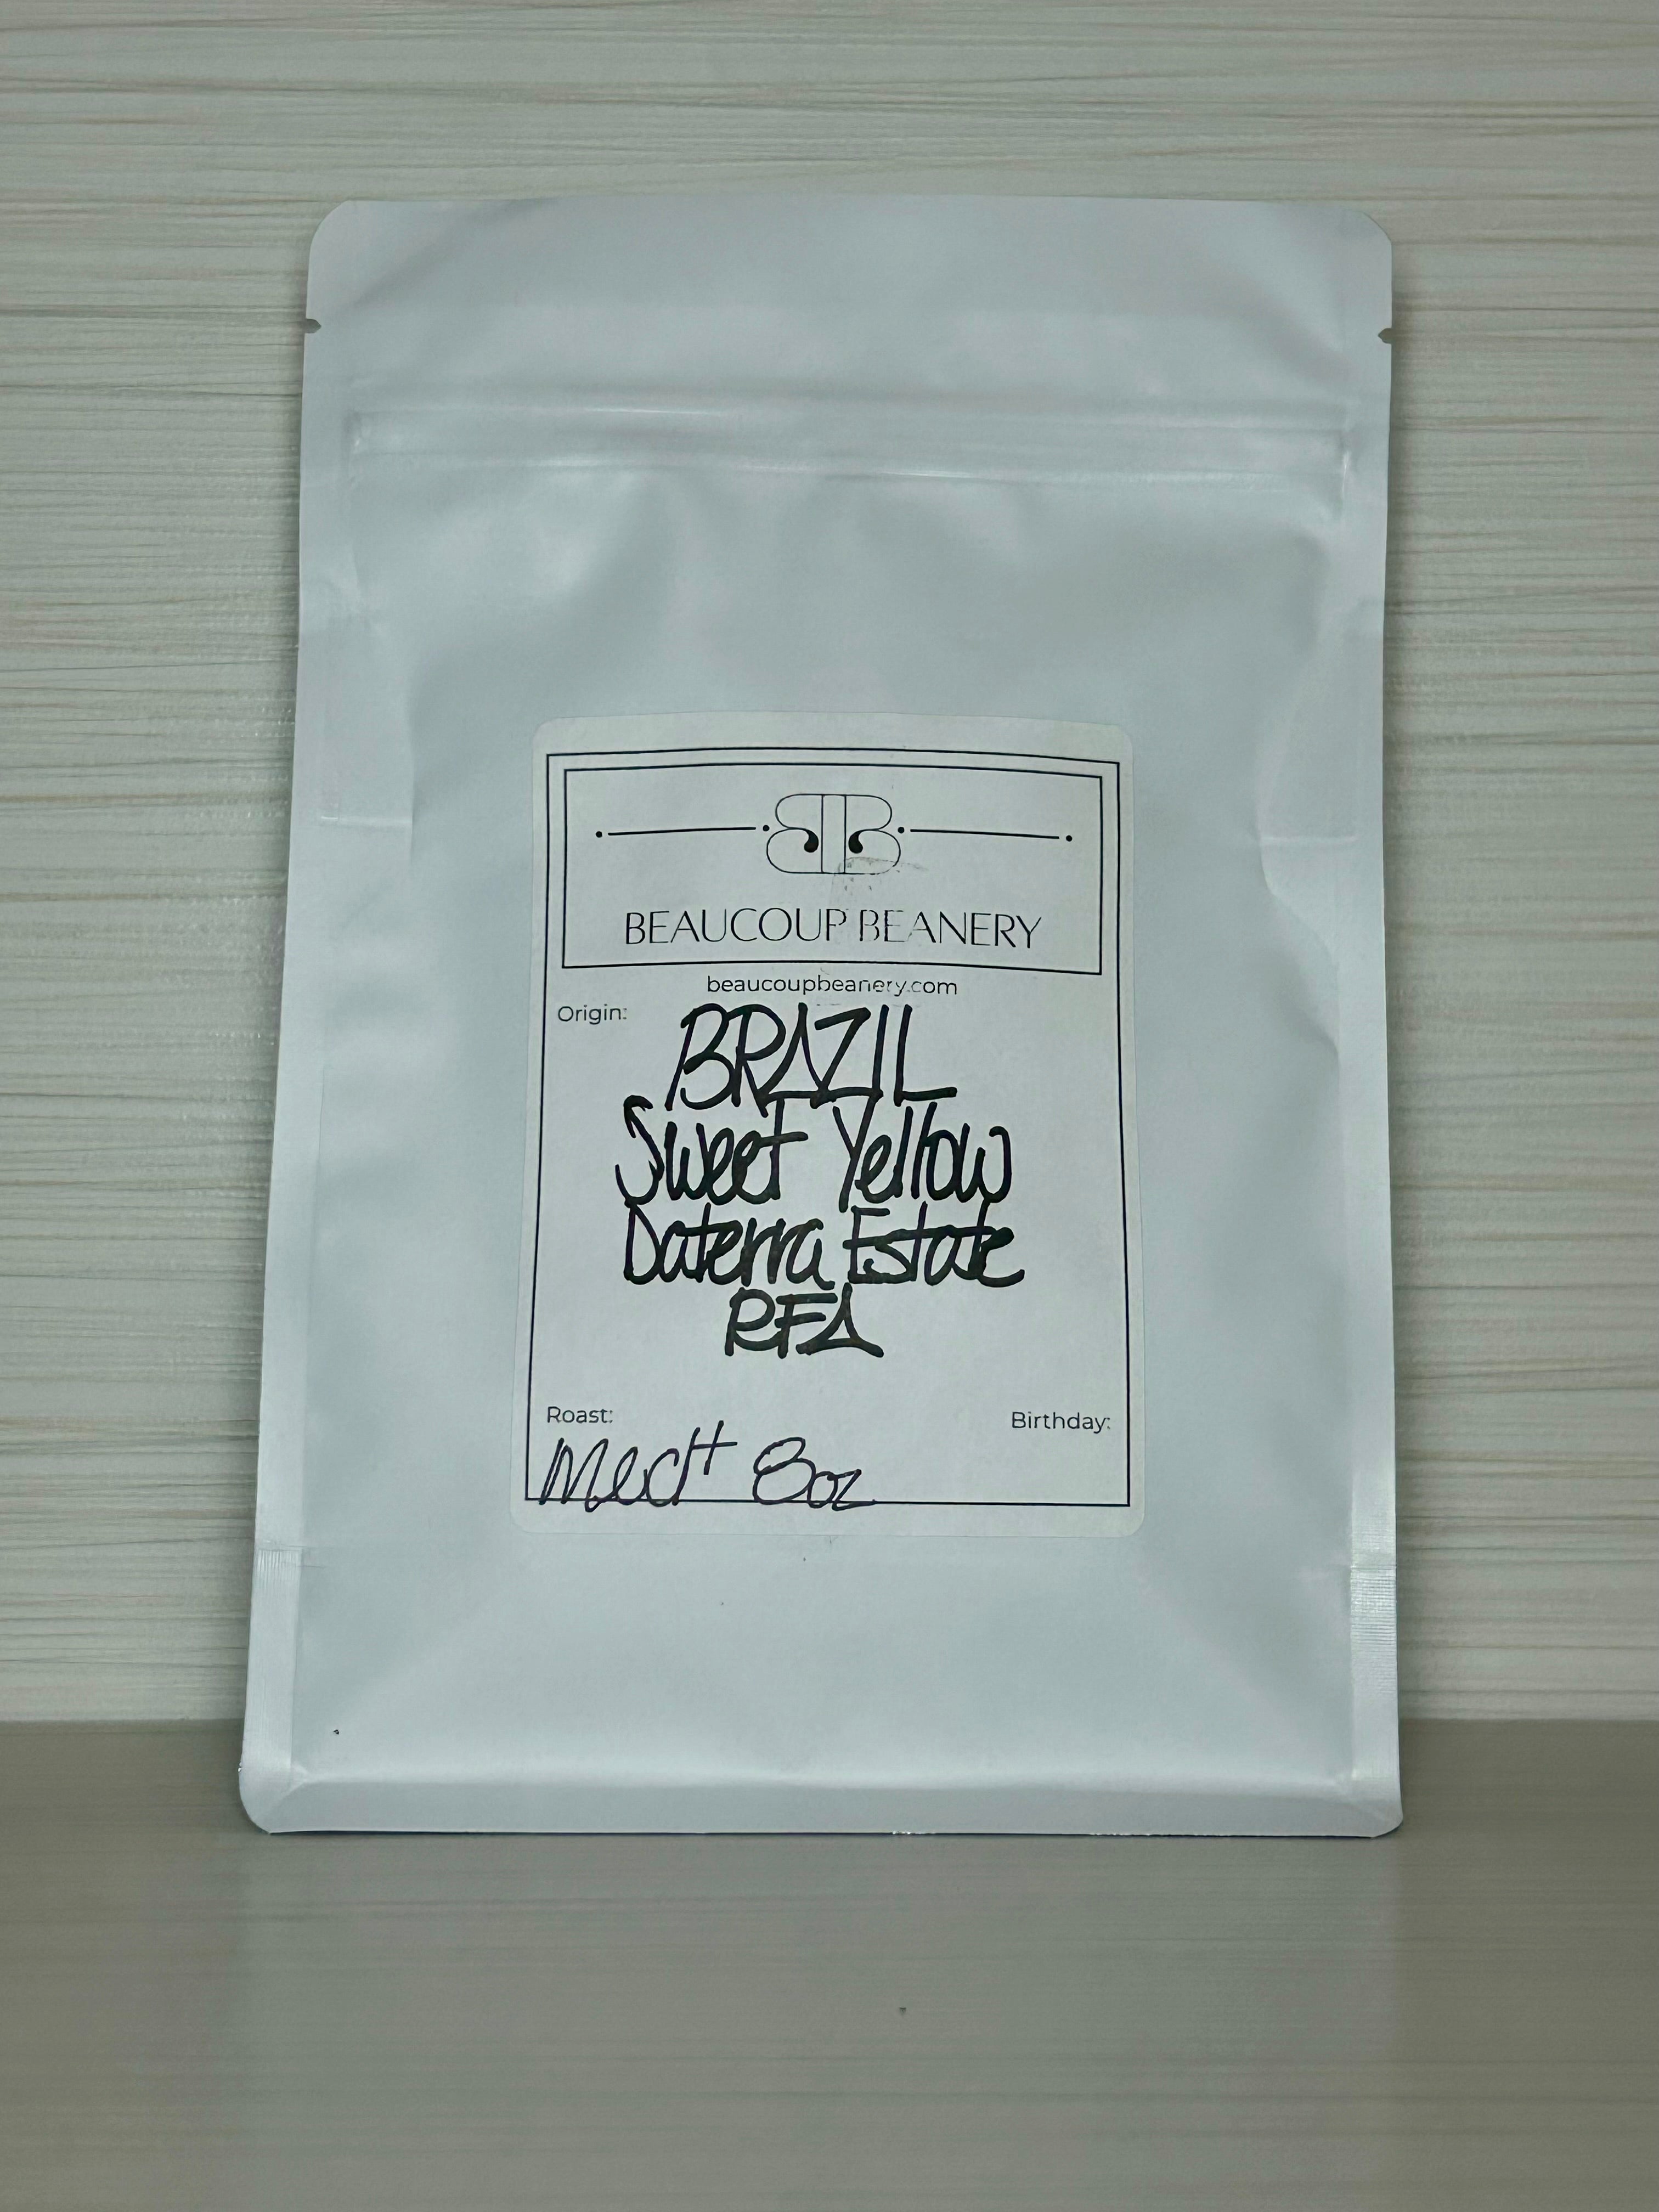 BEAUCOUP BEANERY
beaucoupbeanery.com
Origin:
BRAZIL
Sweet Yellow
Daterra Estate
RFA
Roast: Birthday:
Med+ 8oz